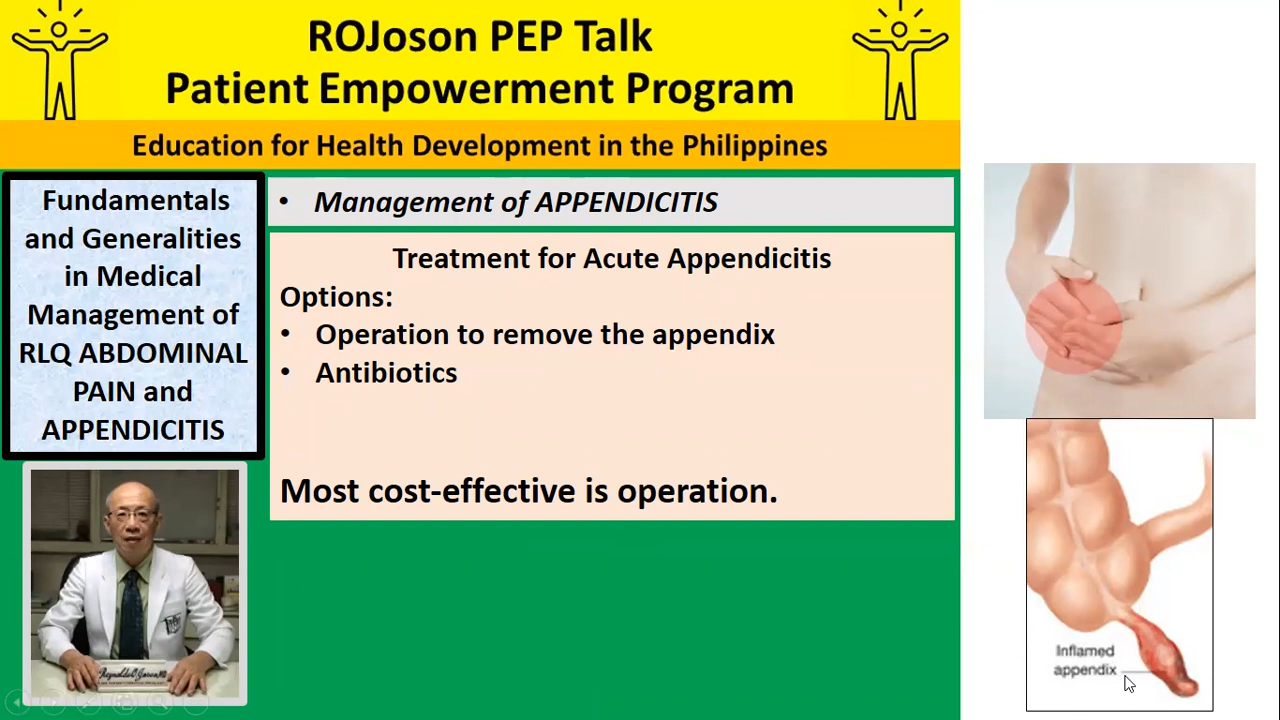 ROJoson PEP Talk
Patient Empowerment Program
Education for Health Development in the Philippines
Fundamentals
and Generalities
in Medical
Management of
RLQ ABDOMINAL
PAIN and
APPENDICITIS
• Management of APPENDICITIS
Treatment for Acute Appendicitis
Options:
• Operation to remove the appendix
• Antibiotics
Most cost-effective is operation.
Inflamed
appendix